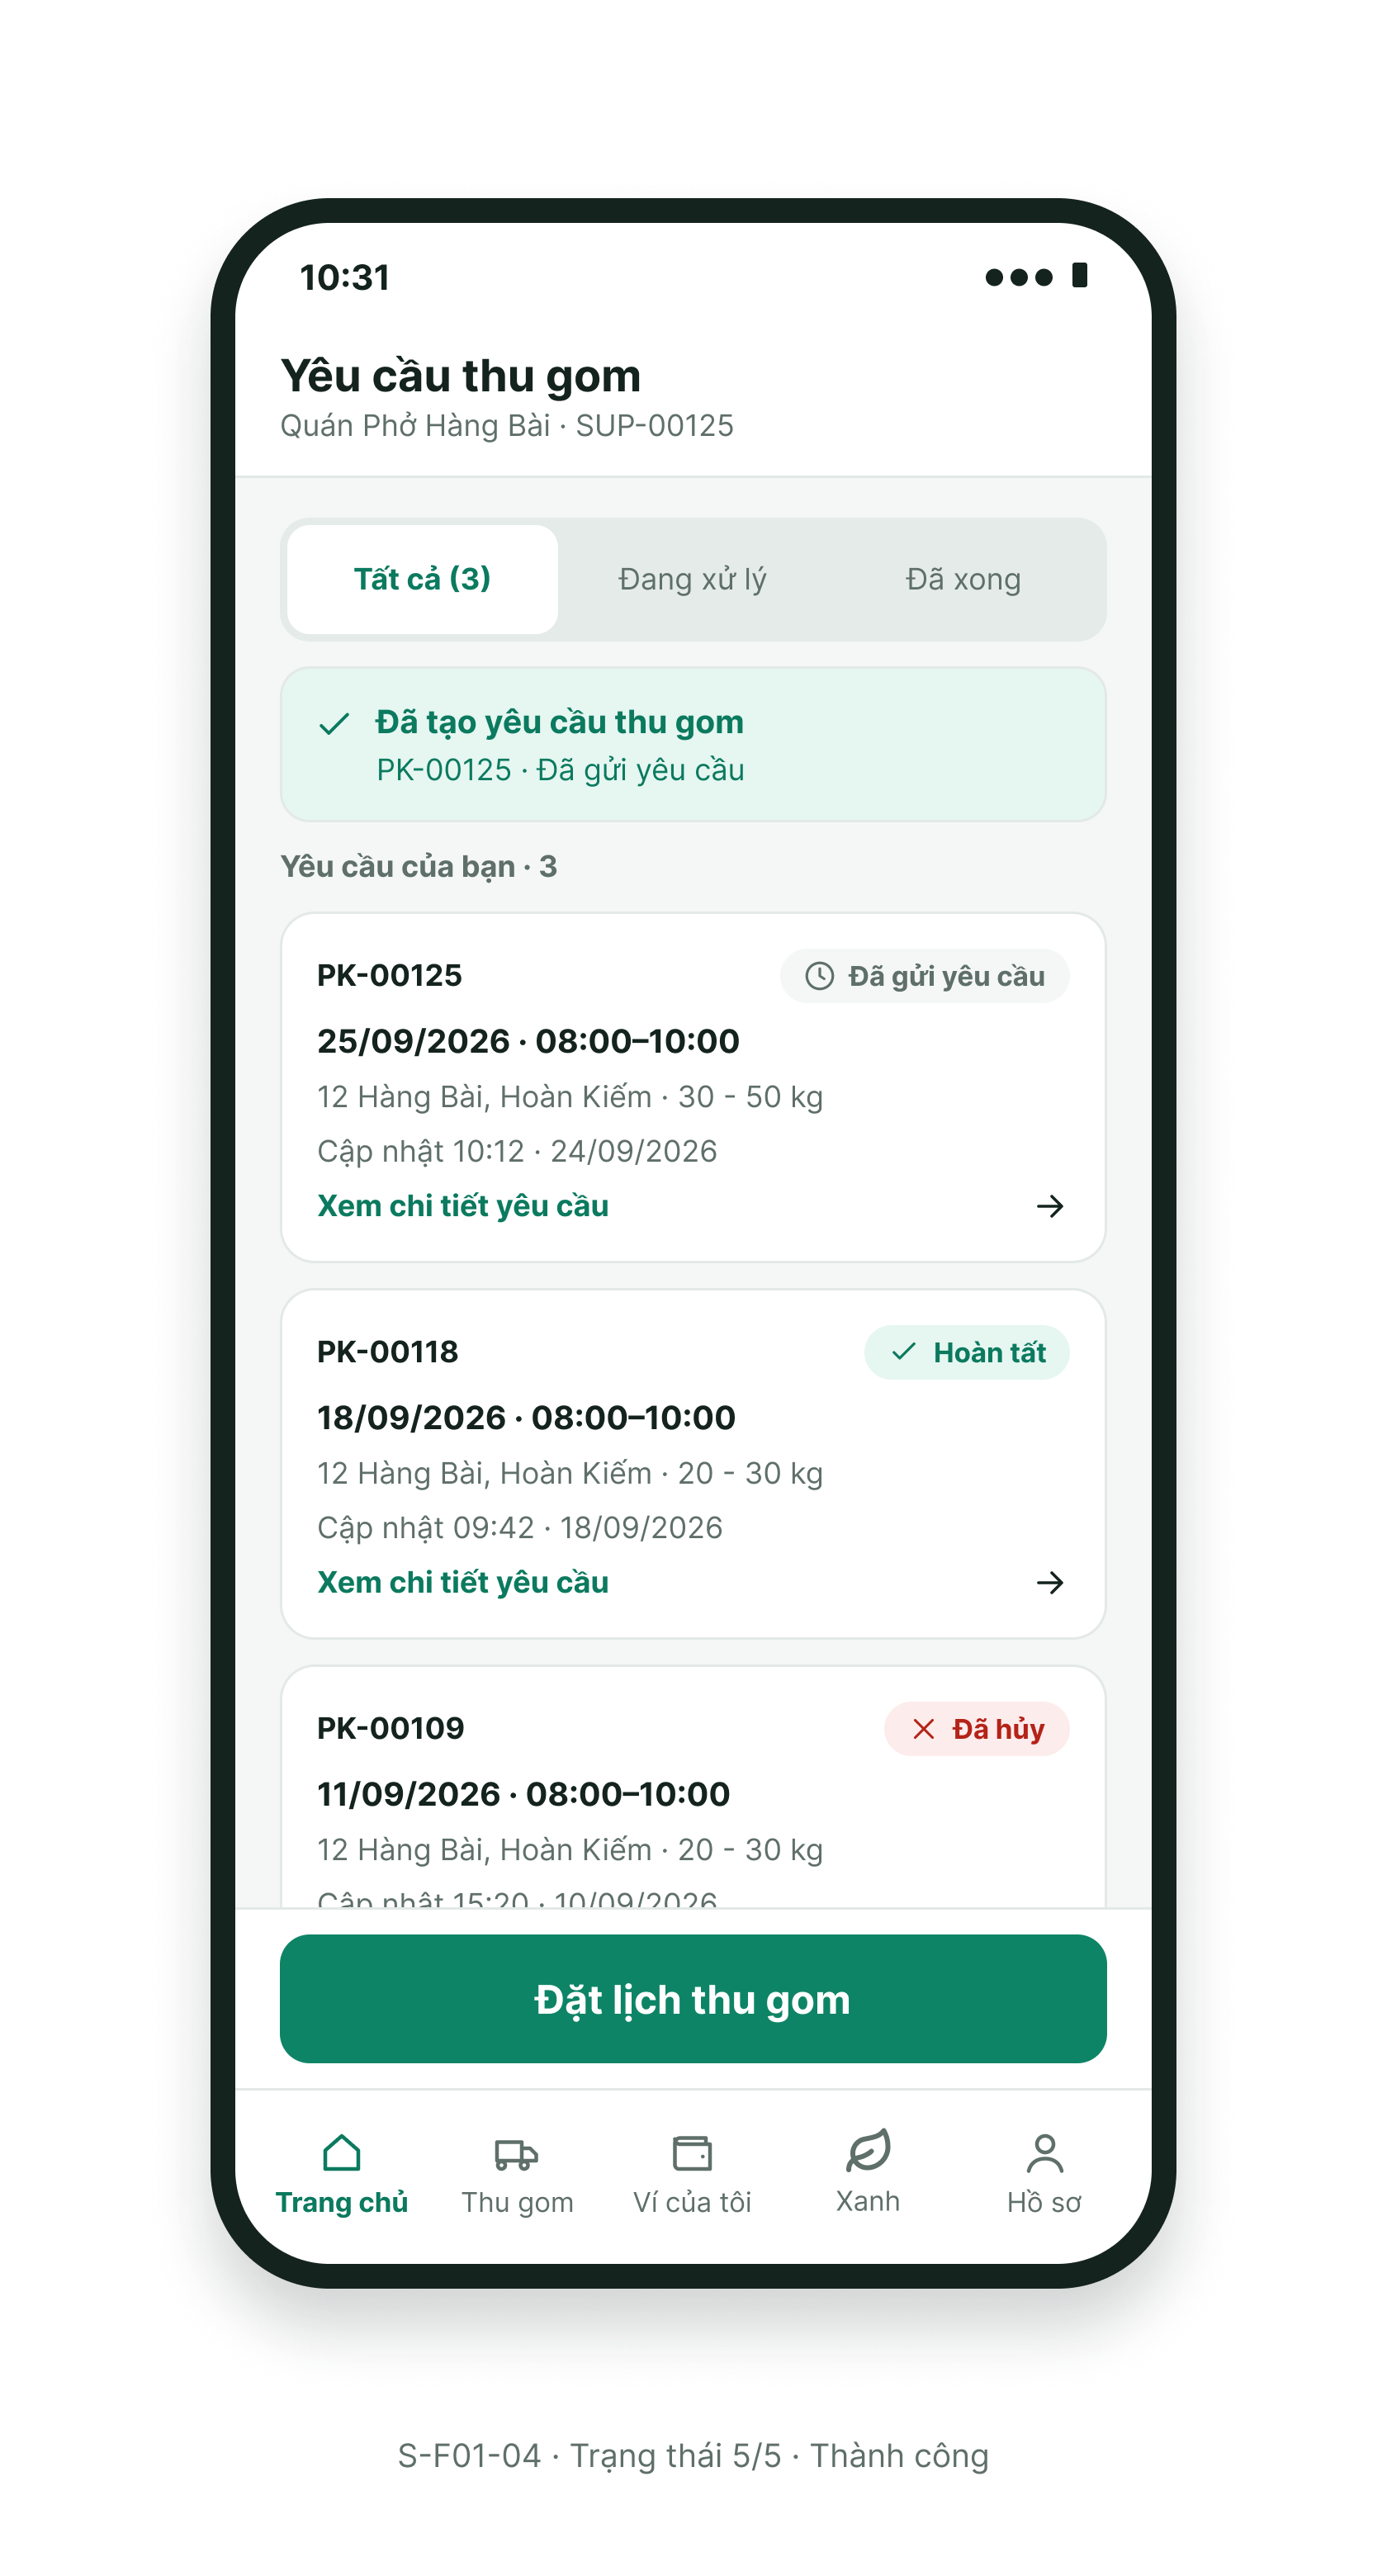 10:31
Yêu cầu thu gom
Quán Phở Hàng Bài · SUP-00125
Tất cả (3)
Đang xử lý
Đã xong
Đã tạo yêu cầu thu gom
PK-00125 · Đã gửi yêu cầu
Yêu cầu của bạn · 3
PK-00125
Đã gửi yêu cầu
25/09/2026 · 08:00–10:00
12 Hàng Bài, Hoàn Kiếm · 30 - 50 kg
Cập nhật 10:12 · 24/09/2026
Xem chi tiết yêu cầu
PK-00118
Hoàn tất
18/09/2026 · 08:00–10:00
12 Hàng Bài, Hoàn Kiếm · 20 - 30 kg
Cập nhật 09:42 · 18/09/2026
Xem chi tiết yêu cầu
PK-00109
Đã hủy
11/09/2026 · 08:00–10:00
12 Hàng Bài, Hoàn Kiếm · 20 - 30 kg
Cập nhật 15:20 · 10/09/2026
Đặt lịch thu gom
Trang chủ
Thu gom
Ví của tôi
Xanh
Hồ sơ
S-F01-04 · Trạng thái 5/5 · Thành công